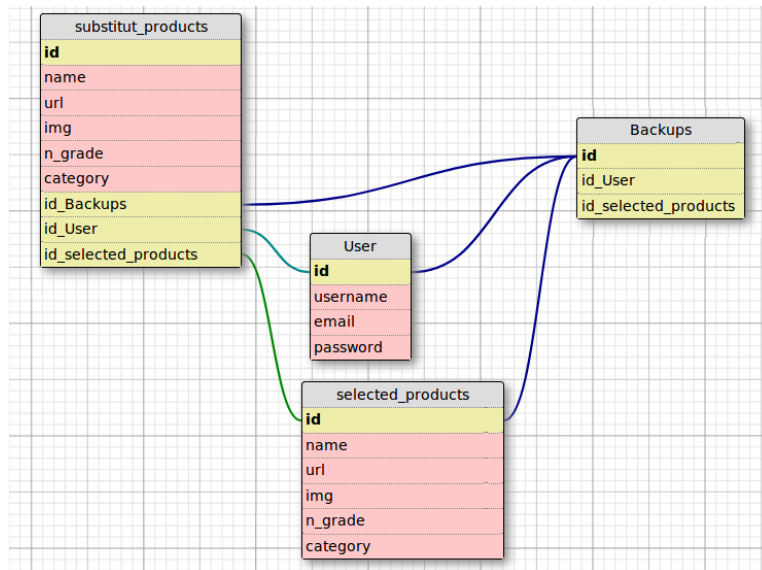 substitut_products
id
name
url
img
n_grade
category
id_Backups
id_User
id_selected_products
Backups
id
id_User
id_selected_products
User
id
username
email
password
selected_products
id
name
url
img
n_grade
category